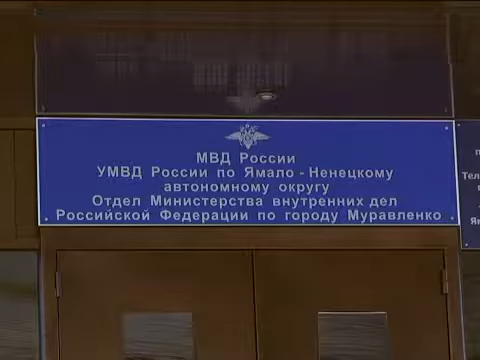 МВД России
УМВД России по Ямало - Ненецкому
автономному округу
Отдел Министерства внутренних дел
Российской Федерации по городу Муравленко